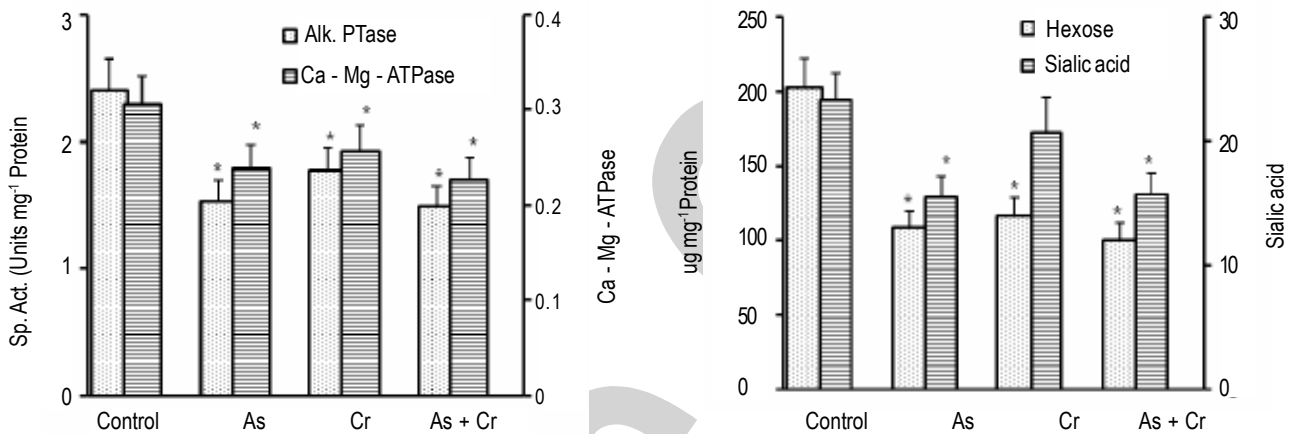 3
2
1
0
Sp. Act. (Units mg-1 Protein
Alk. PTase
Ca - Mg - ATPase
0.4
0.3
0.2
0.1
0
Ca - Mg - ATPase
* * * * * *
Control As Cr As + Cr
250
200
150
100
50
0
ug mg-1 Protein
Hexose
Sialic acid
30
20
10
0
Sialic acid
* * * * *
Control As Cr As + Cr